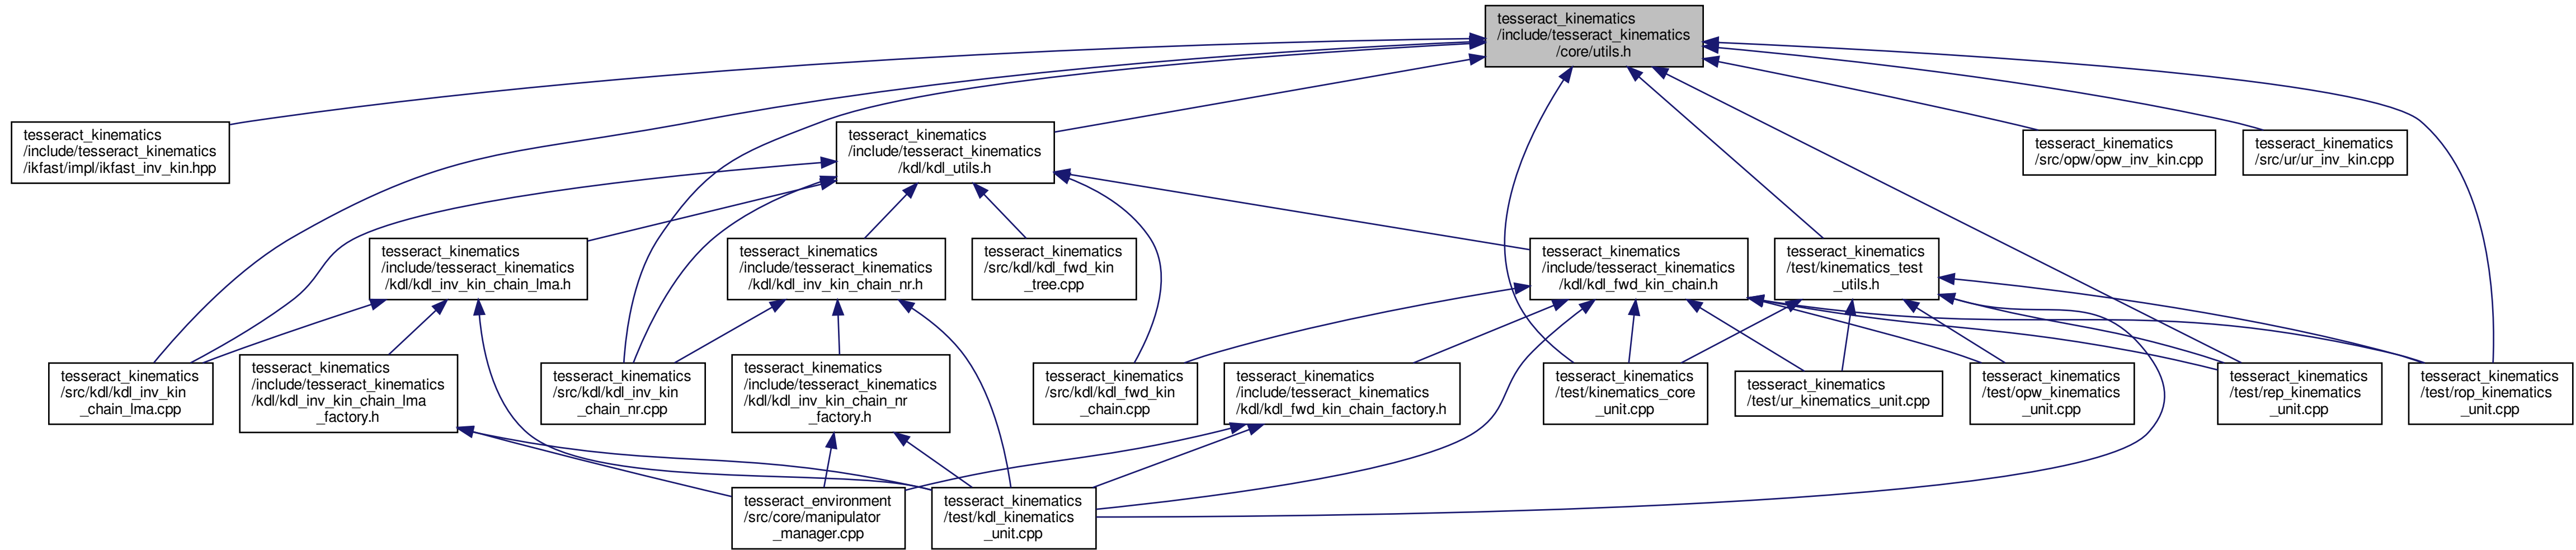 tesseract_kinematics
/include/tesseract_kinematics
/core/utils.h
tesseract_kinematics
/include/tesseract_kinematics
/ikfast/impl/ikfast_inv_kin.hpp
tesseract_kinematics
/include/tesseract_kinematics
/kdl/kdl_utils.h
tesseract_kinematics
/src/opw/opw_inv_kin.cpp
tesseract_kinematics
/src/ur/ur_inv_kin.cpp
tesseract_kinematics
/include/tesseract_kinematics
/kdl/kdl_inv_kin_chain_lma.h
tesseract_kinematics
/include/tesseract_kinematics
/kdl/kdl_inv_kin_chain_nr.h
tesseract_kinematics
/src/kdl/kdl_fwd_kin
_tree.cpp
tesseract_kinematics
/include/tesseract_kinematics
/kdl/kdl_fwd_kin_chain.h
tesseract_kinematics
/test/kinematics_test
_utils.h
tesseract_kinematics
/src/kdl/kdl_inv_kin
_chain_lma.cpp
tesseract_kinematics
/include/tesseract_kinematics
/kdl/kdl_inv_kin_chain_lma
_factory.h
tesseract_kinematics
/src/kdl/kdl_inv_kin
_chain_nr.cpp
tesseract_kinematics
/include/tesseract_kinematics
/kdl/kdl_inv_kin_chain_nr
_factory.h
tesseract_kinematics
/src/kdl/kdl_fwd_kin
_chain.cpp
tesseract_kinematics
/include/tesseract_kinematics
/kdl/kdl_fwd_kin_chain_factory.h
tesseract_kinematics
/test/kinematics_core
_unit.cpp
tesseract_kinematics
/test/ur_kinematics_unit.cpp
tesseract_kinematics
/test/opw_kinematics
_unit.cpp
tesseract_kinematics
/test/rep_kinematics
_unit.cpp
tesseract_kinematics
/test/rop_kinematics
_unit.cpp
tesseract_environment
/src/core/manipulator
_manager.cpp
tesseract_kinematics
/test/kdl_kinematics
_unit.cpp